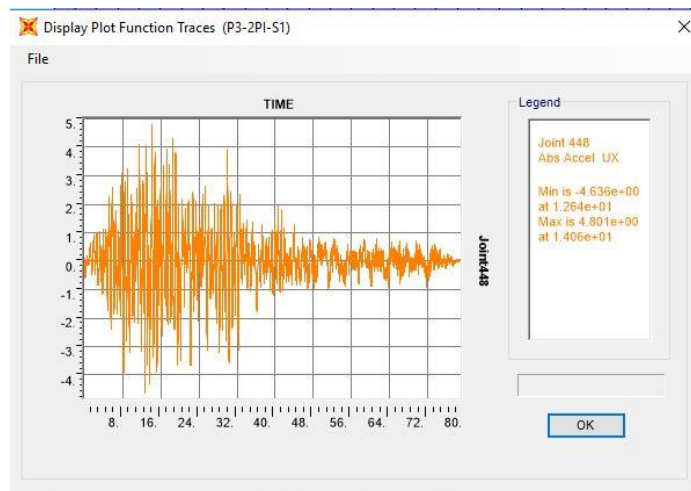 Display Plot Function Traces (P3-2PI-S1)
File
TIME
Legend
5.
4.
3.
2.
1.
0.
-1.
-2.
-3.
-4.
Joint448
Joint 448
Abs Accel UX
Min is -4.636e+00
at 1.264e+01
Max is 4.801e+00
at 1.406e+01
8. 16. 24. 32. 40. 48. 56. 64. 72. 80.
OK